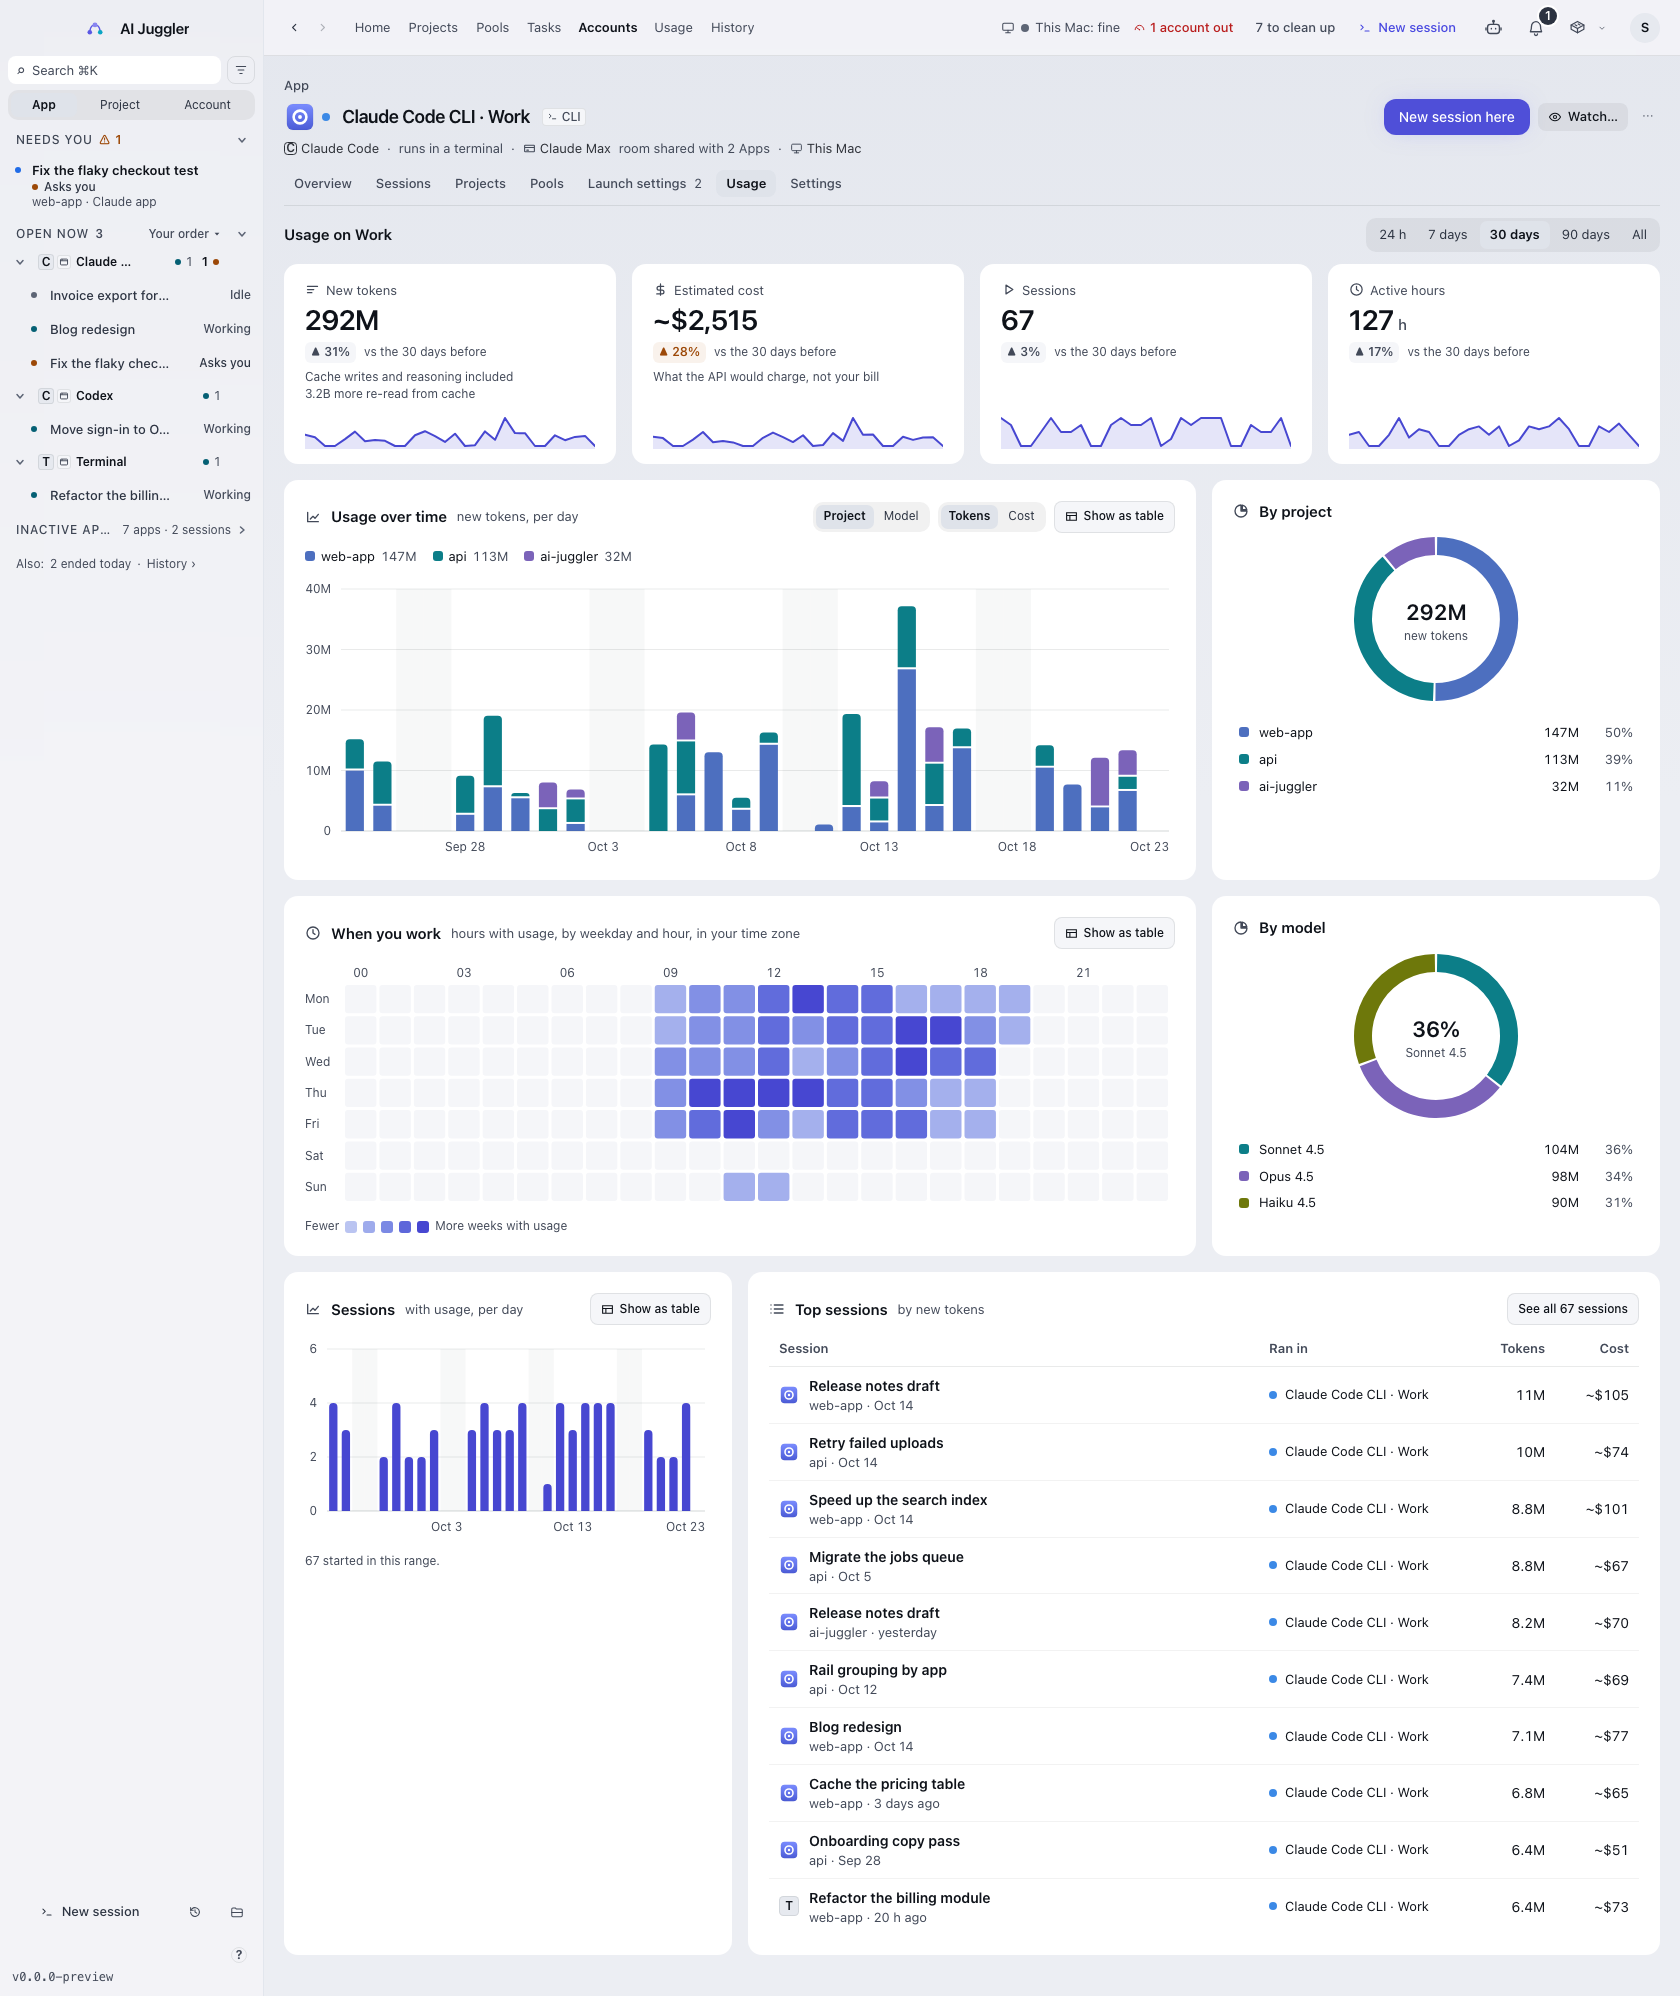 AI Juggler
Search ⌘K
App Project Account
NEEDS YOU 1
Fix the flaky checkout test
Asks you
web-app · Claude app
OPEN NOW 3 Your order
C Claude ... 1 1
Invoice export for... Idle
Blog redesign Working
Fix the flaky chec... Asks you
C Codex 1
Move sign-in to O... Working
T Terminal 1
Refactor the billin... Working
INACTIVE AP... 7 apps · 2 sessions
Also: 2 ended today · History ›
New session
?
v0.0.0-preview
Home Projects Pools Tasks Accounts Usage History
This Mac: fine 1 account out 7 to clean up New session 1 S
App
Claude Code CLI · Work CLI
New session here Watch... ...
C Claude Code · runs in a terminal · Claude Max room shared with 2 Apps · This Mac
Overview Sessions Projects Pools Launch settings 2 Usage Settings
Usage on Work
24 h 7 days 30 days 90 days All
New tokens
292M
▲ 31% vs the 30 days before
Cache writes and reasoning included
3.2B more re-read from cache
Estimated cost
~$2,515
▲ 28% vs the 30 days before
What the API would charge, not your bill
Sessions
67
▲ 3% vs the 30 days before
Active hours
127 h
▲ 17% vs the 30 days before
Usage over time new tokens, per day
Project Model Tokens Cost Show as table
web-app 147M api 113M ai-juggler 32M
40M
30M
20M
10M
0
Sep 28 Oct 3 Oct 8 Oct 13 Oct 18 Oct 23
By project
292M
new tokens
web-app 147M 50%
api 113M 39%
ai-juggler 32M 11%
When you work hours with usage, by weekday and hour, in your time zone
Show as table
00 03 06 09 12 15 18 21
Mon
Tue
Wed
Thu
Fri
Sat
Sun
Fewer More weeks with usage
By model
36%
Sonnet 4.5
Sonnet 4.5 104M 36%
Opus 4.5 98M 34%
Haiku 4.5 90M 31%
Sessions with usage, per day
Show as table
6
4
2
0
Oct 3 Oct 13 Oct 23
67 started in this range.
Top sessions by new tokens
See all 67 sessions
Session Ran in Tokens Cost
Release notes draft
web-app · Oct 14
Claude Code CLI · Work 11M ~$105
Retry failed uploads
api · Oct 14
Claude Code CLI · Work 10M ~$74
Speed up the search index
web-app · Oct 14
Claude Code CLI · Work 8.8M ~$101
Migrate the jobs queue
api · Oct 5
Claude Code CLI · Work 8.8M ~$67
Release notes draft
ai-juggler · yesterday
Claude Code CLI · Work 8.2M ~$70
Rail grouping by app
api · Oct 12
Claude Code CLI · Work 7.4M ~$69
Blog redesign
web-app · Oct 14
Claude Code CLI · Work 7.1M ~$77
Cache the pricing table
web-app · 3 days ago
Claude Code CLI · Work 6.8M ~$65
Onboarding copy pass
api · Sep 28
Claude Code CLI · Work 6.4M ~$51
T
Refactor the billing module
web-app · 20 h ago
Claude Code CLI · Work 6.4M ~$73